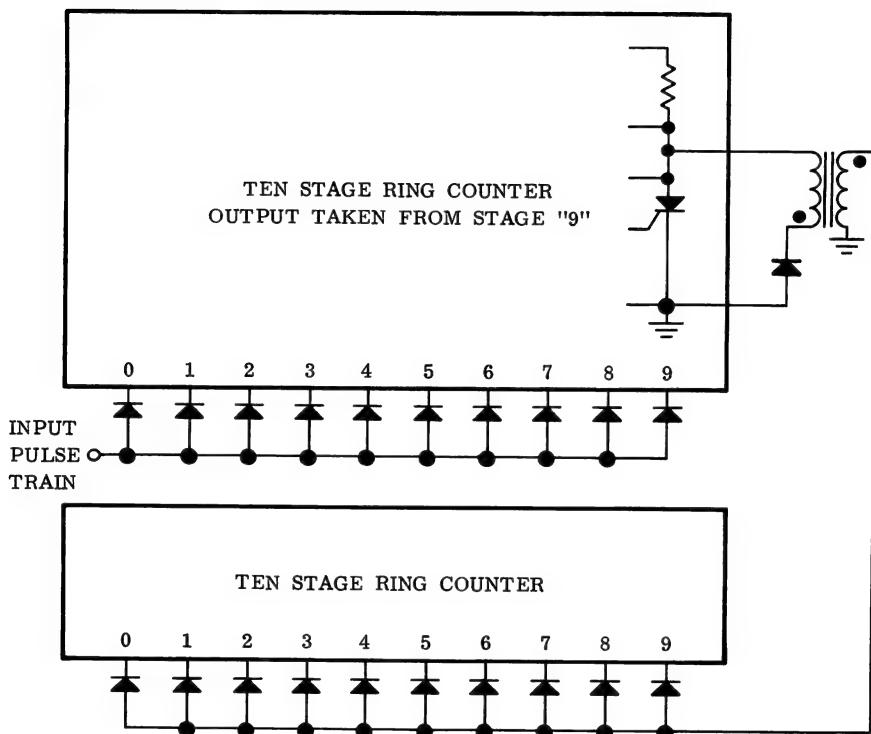 TEN STAGE RING COUNTER
OUTPUT TAKEN FROM STAGE "9"
0 1 2 3 4 5 6 7 8 9
INPUT
PULSE
TRAIN
TEN STAGE RING COUNTER
0 1 2 3 4 5 6 7 8 9